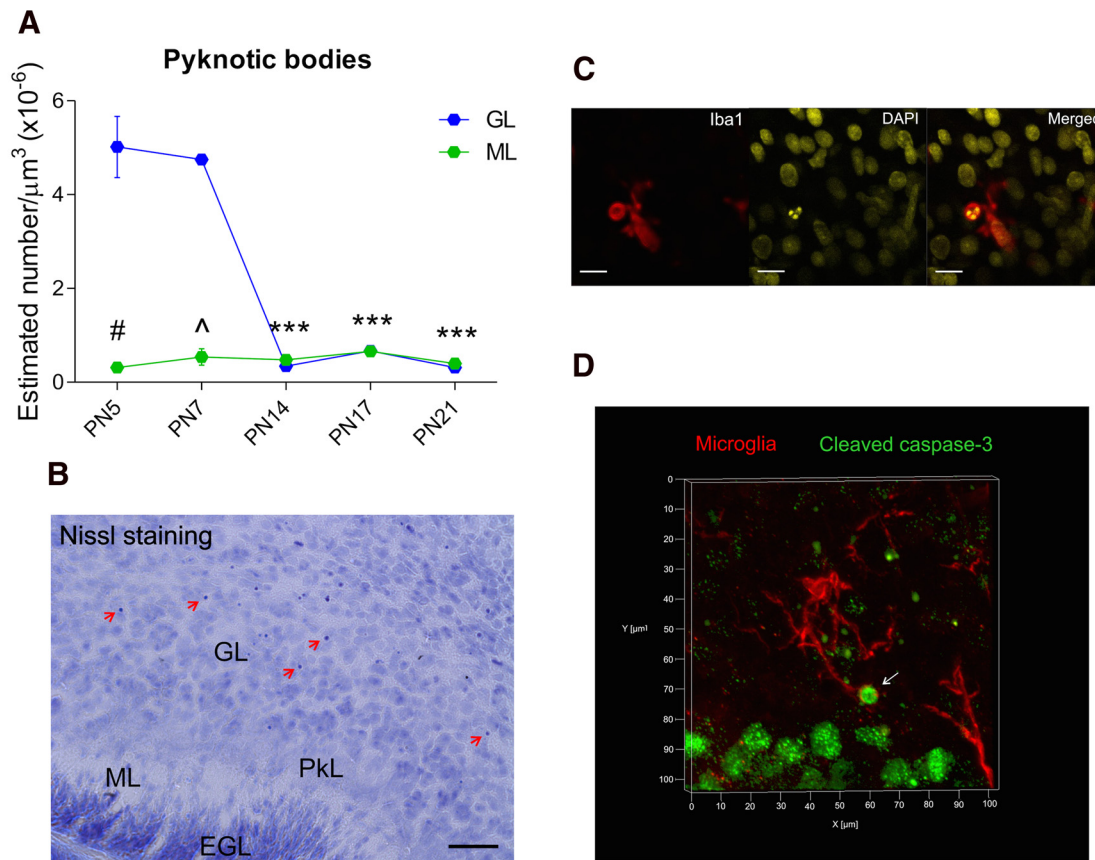 A
Pyknotic bodies
Estimated number/µm³ (x10⁻⁶)
6
4
2
0
GL
ML
#
^
***
***
***
PN5
PN7
PN14
PN17
PN21
B
Nissl staining
GL
ML
PkL
EGL
C
Iba1
DAPI
Merged
D
Microglia
Cleaved caspase-3
0
10
20
30
40
50
60
70
80
90
100
Y [µm]
0
10
20
30
40
50
60
70
80
90
100
X [µm]